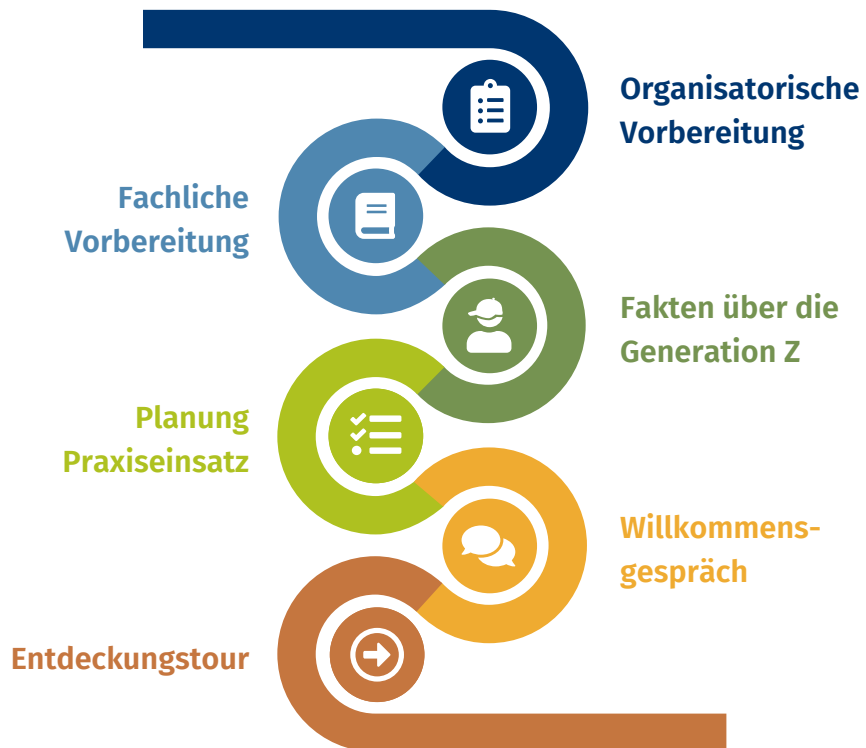 Organisatorische
Vorbereitung
Fachliche
Vorbereitung
Fakten über die
Generation Z
Planung
Praxiseinsatz
Willkommens-
gespräch
Entdeckungstour